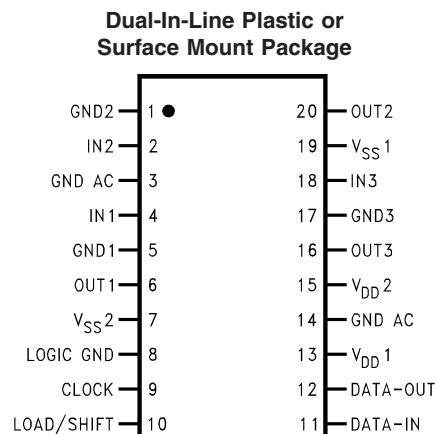 Dual-In-Line Plastic or
Surface Mount Package
GND2 1 20 OUT2
IN2 2 19 VSS1
GND AC 3 18 IN3
IN1 4 17 GND3
GND1 5 16 OUT3
OUT1 6 15 VDD2
VSS2 7 14 GND AC
LOGIC GND 8 13 VDD1
CLOCK 9 12 DATA-OUT
LOAD/SHIFT 10 11 DATA-IN